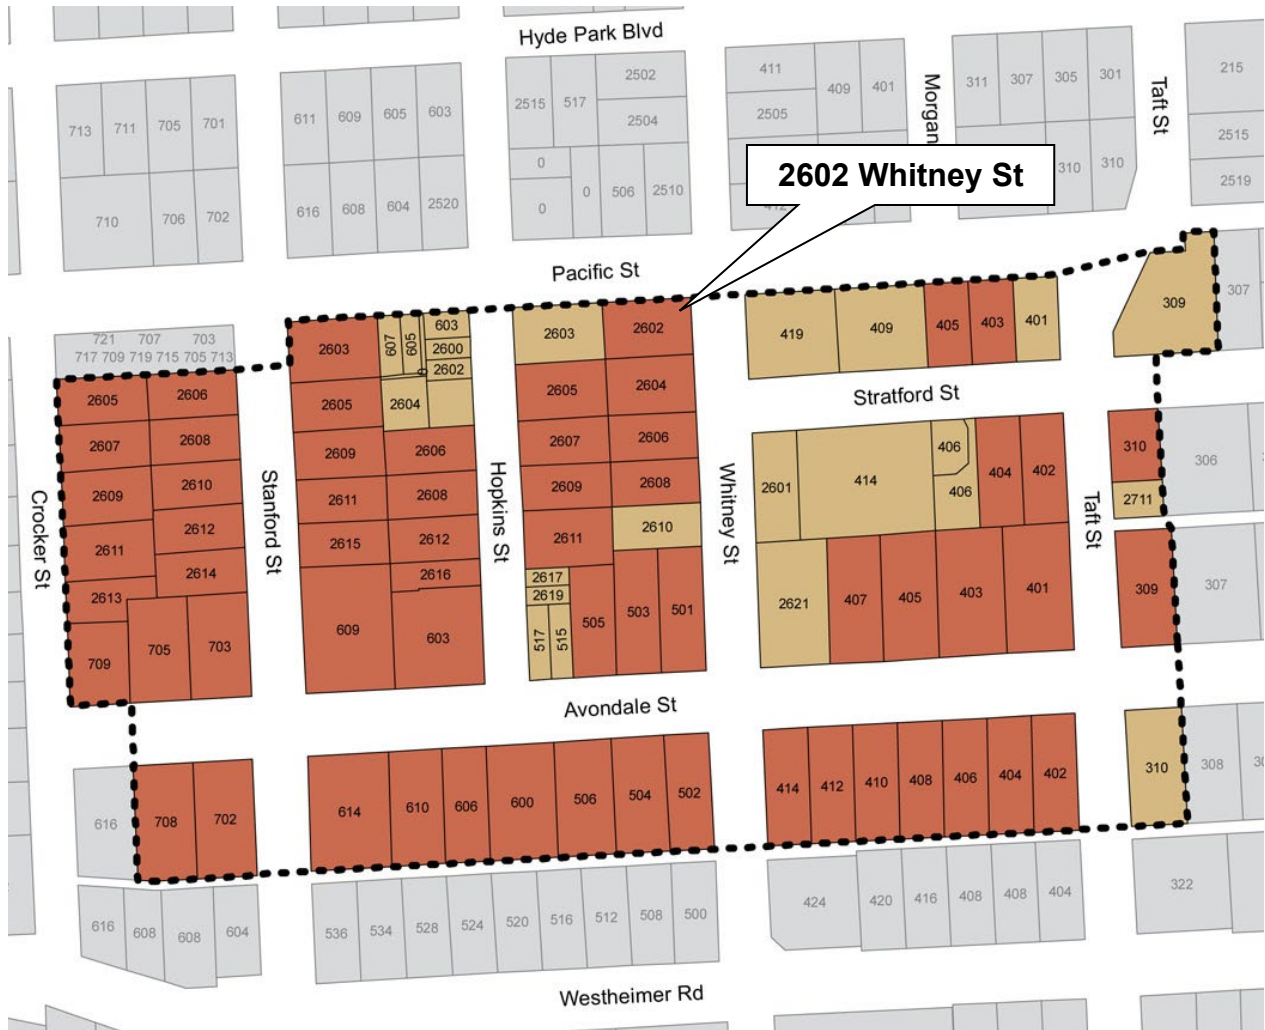 Hyde Park Blvd
713 711 705 701
710 706 702
611 609 605 603
616 608 604 2520
2515 517 2502
2504
0 0 0 506 2510
411 409 401
2505
Morgan
311 307 305 301
310 310
Taft St
215
2515
2519
2602 Whitney St
Pacific St
721 707 703
717 709 719 715 705 713
2605 2606
2607 2608
2609 2610
2611 2612
2613 2614
709 705 703
Crocker St
Stanford St
2603 607 605 603
2600
2602
2605 2604
2609 2606
2611 2608
2615 2612
2616
609 603
Hopkins St
2603 2602
2605 2604
2607 2606
2609 2608
2611 2610
2617
2619
517 515 505 503 501
Whitney St
419 409 405 403 401
Stratford St
2601 414 406 404 402
406
2621 407 405 403 401
Taft St
309 307
310 306
2711
309 307
Avondale St
616 708 702
614 610 606 600 506 504 502
414 412 410 408 406 404 402
310 308
616 608 608 604
536 534 528 524 520 516 512 508 500
424 420 416 408 408 404
322
Westheimer Rd